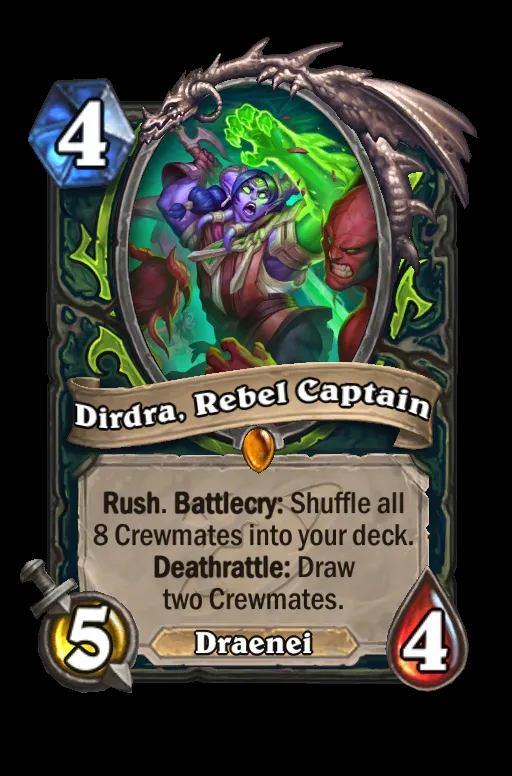 4
Dirdra, Rebel Captain
Rush. Battlecry: Shuffle all
8 Crewmates into your deck.
Deathrattle: Draw
two Crewmates.
5
Draenei
4